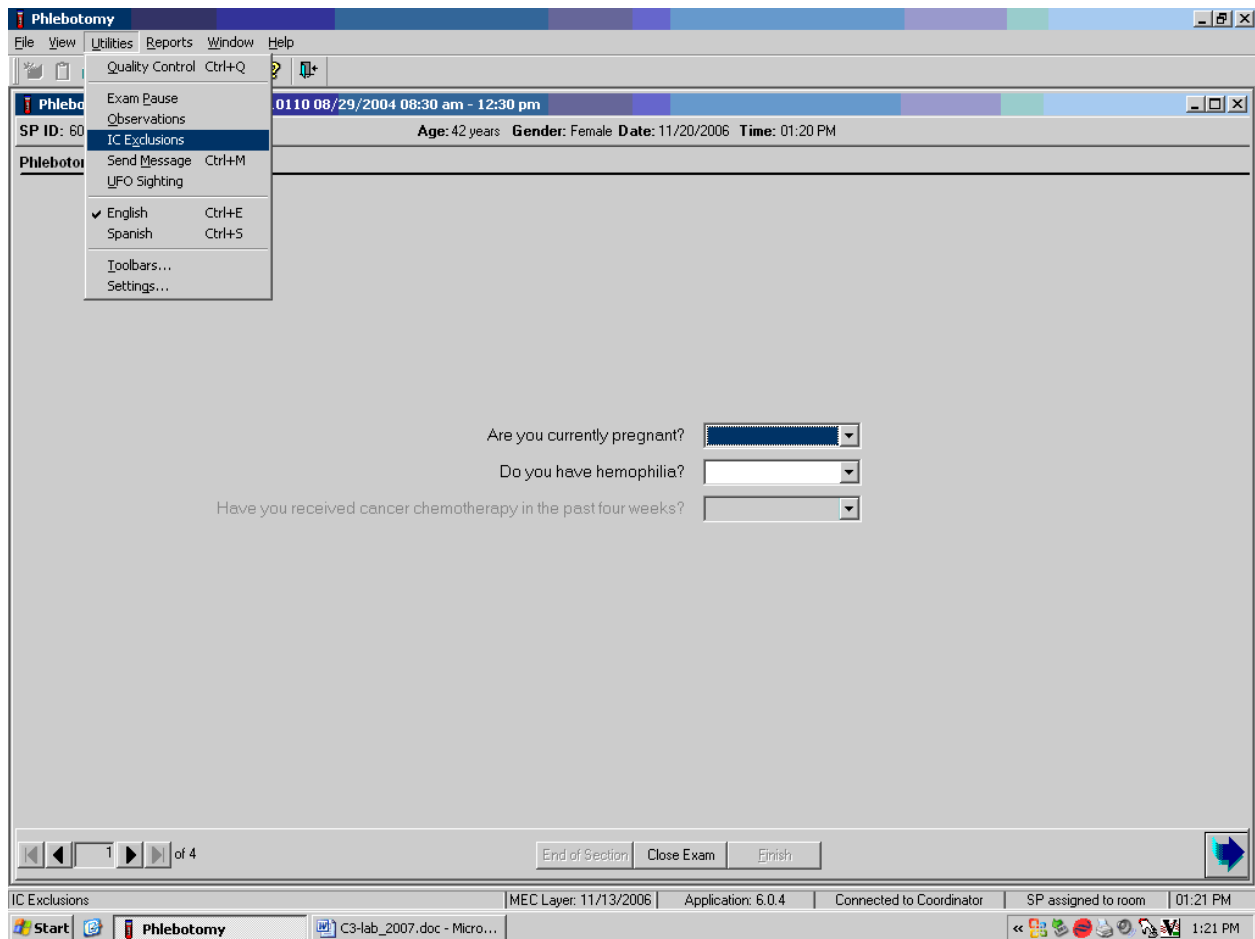 Phlebotomy
File View Utilities Reports Window Help
Quality Control Ctrl+Q
Exam Pause
Observations
IC Exclusions
Send Message Ctrl+M
UFO Sighting
English Ctrl+E
Spanish Ctrl+S
Toolbars...
Settings...
.0110 08/29/2004 08:30 am - 12:30 pm
SP ID: 60 Age: 42 years Gender: Female Date: 11/20/2006 Time: 01:20 PM
Are you currently pregnant?
Do you have hemophilia?
Have you received cancer chemotherapy in the past four weeks?
1 of 4 End of Section Close Exam Finish
IC Exclusions MEC Layer: 11/13/2006 Application: 6.0.4 Connected to Coordinator SP assigned to room 01:21 PM
Start Phlebotomy C3-lab_2007.doc - Micro... « 1:21 PM